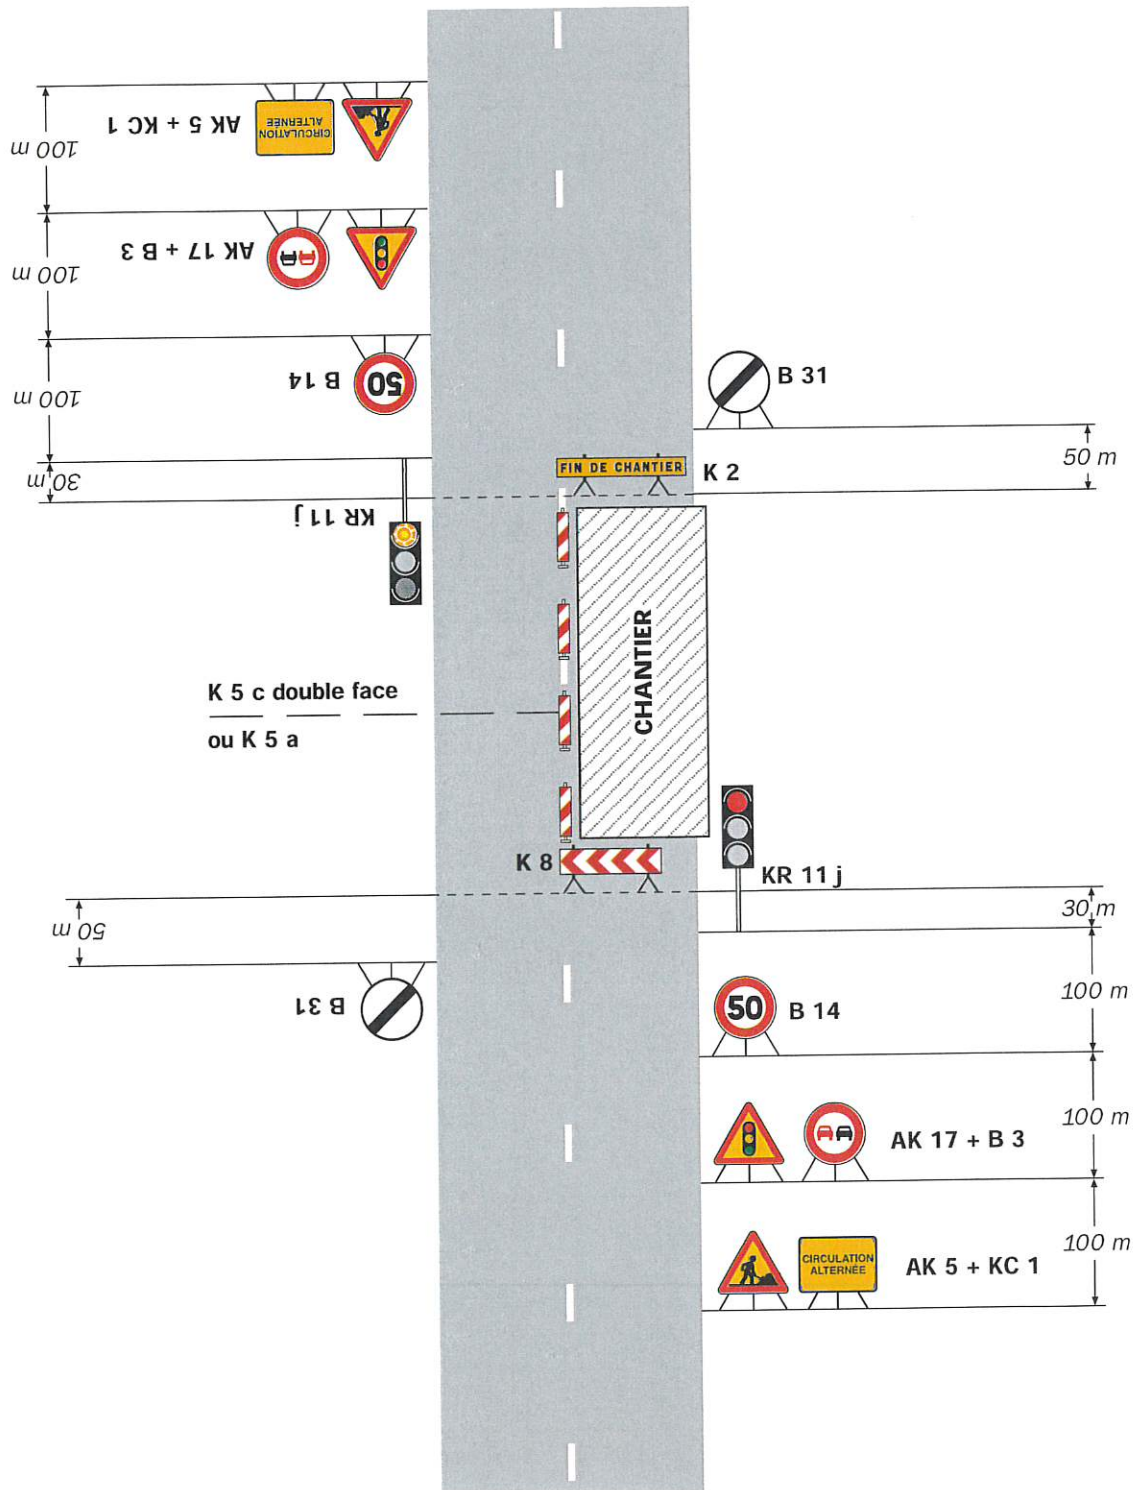 AK 5 + KC 1
CIRCULATION
ALTERNÉE
100 m
AK 17 + B 3
100 m
B 14
50
100 m
B 31
50 m
30 m
FIN DE CHANTIER
K 2
KR 11 j
CHANTIER
K 5 c double face
ou K 5 a
K 8
KR 11 j
30 m
50 m
B 31
50
B 14
100 m
AK 17 + B 3
100 m
CIRCULATION
ALTERNÉE
AK 5 + KC 1
100 m